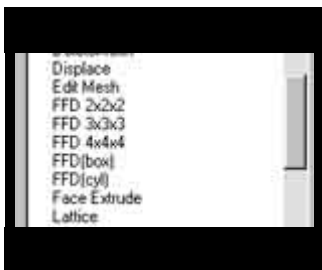 Displace
Edit Mesh
FFD 2x2x2
FFD 3x3x3
FFD 4x4x4
FFD(box)
FFD(cyl)
Face Extrude
Lattice